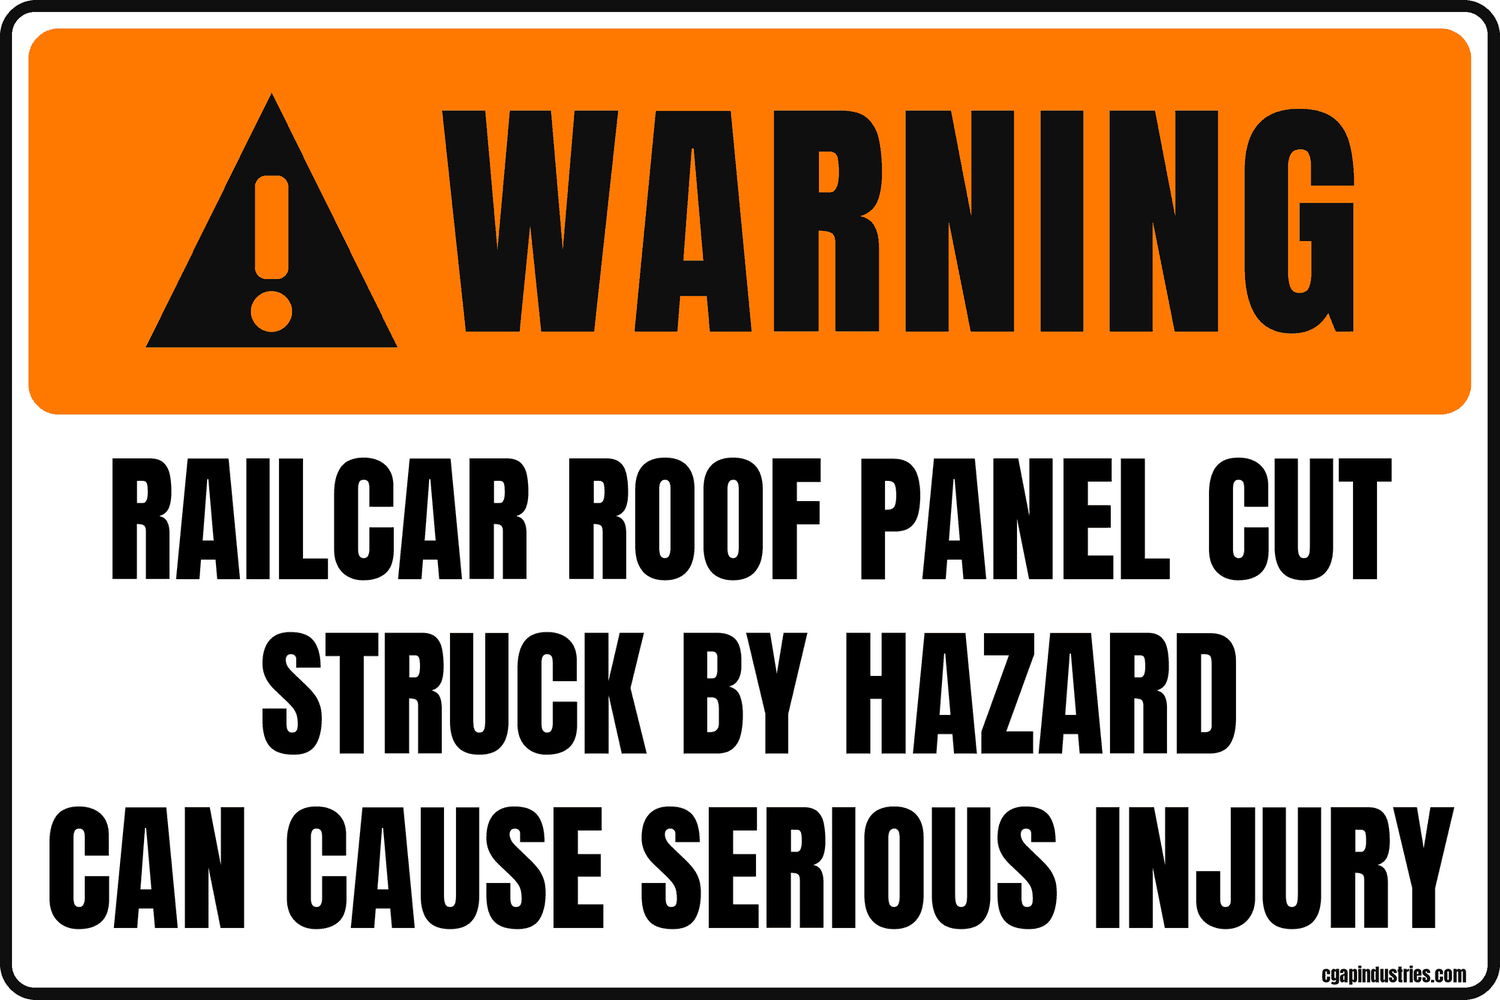 WARNING
RAILCAR ROOF PANEL CUT
STRUCK BY HAZARD
CAN CAUSE SERIOUS INJURY
cgapindustries.com